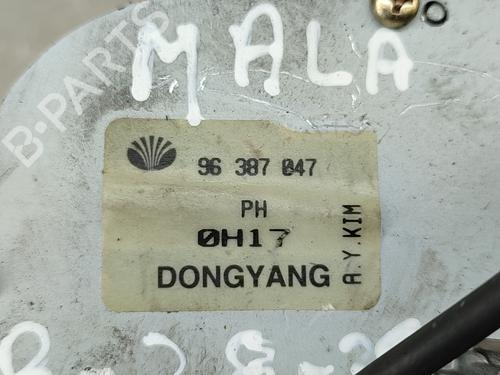 MALA
B-PARTS
96 387 047
PH
0H17
DONGYANG
A.Y.KIM